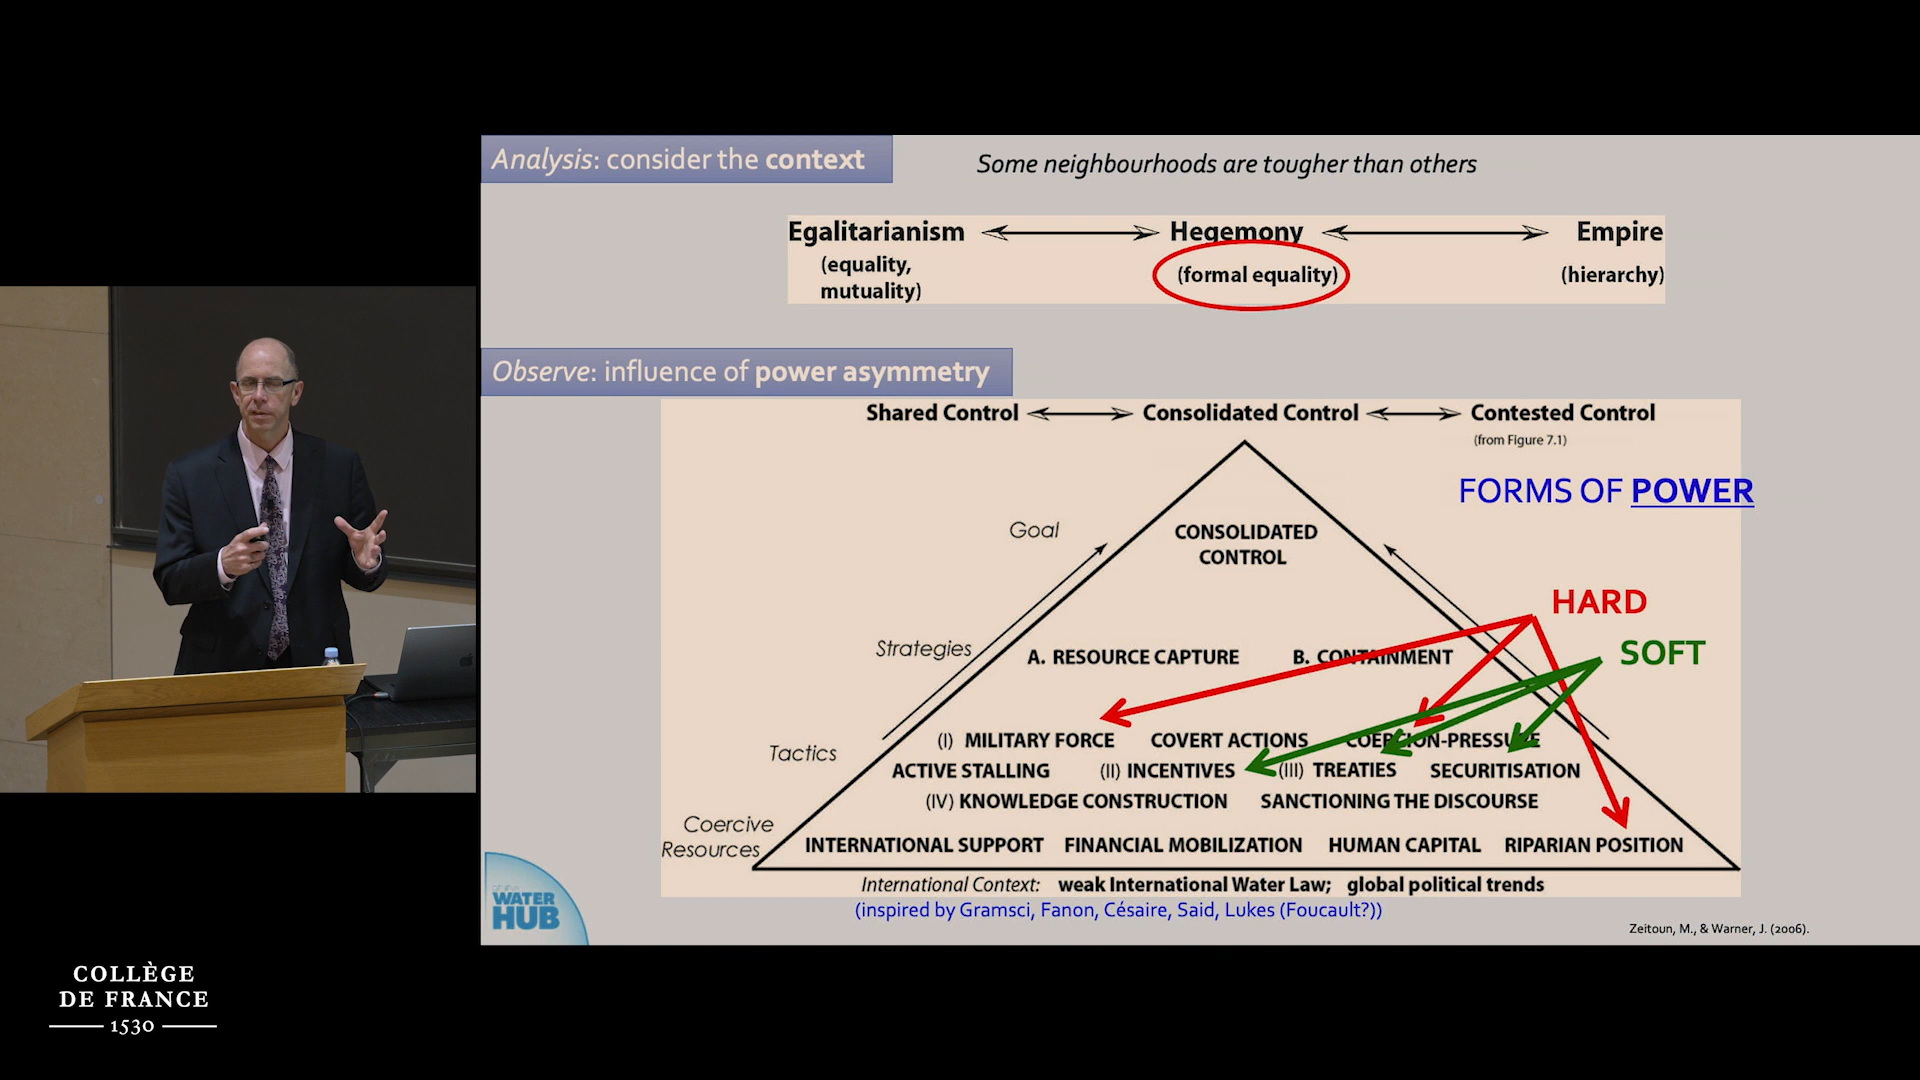 Analysis: consider the context
Some neighbourhoods are tougher than others
Egalitarianism Hegemony Empire
(equality, mutuality) (formal equality) (hierarchy)
Observe: influence of power asymmetry
Shared Control Consolidated Control Contested Control
(from Figure 7.1)
FORMS OF POWER
Goal CONSOLIDATED
CONTROL
HARD
Strategies A. RESOURCE CAPTURE B. CONTAINMENT
SOFT
Tactics (I) MILITARY FORCE COVERT ACTIONS COERCION-PRESSURE
ACTIVE STALLING (II) INCENTIVES (III) TREATIES SECURITISATION
(IV) KNOWLEDGE CONSTRUCTION SANCTIONING THE DISCOURSE
Coercive
Resources INTERNATIONAL SUPPORT FINANCIAL MOBILIZATION HUMAN CAPITAL RIPARIAN POSITION
International Context: weak International Water Law; global political trends
(inspired by Gramsci, Fanon, Césaire, Said, Lukes (Foucault?))
WATER
HUB
Zeitoun, M., & Warner, J. (2006).
COLLÈGE
DE FRANCE
1530